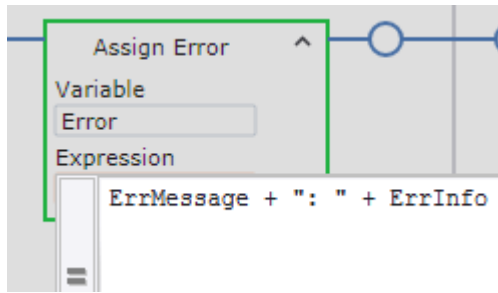 Assign Error
Variable
Error
Expression
ErrMessage + ": " + ErrInfo